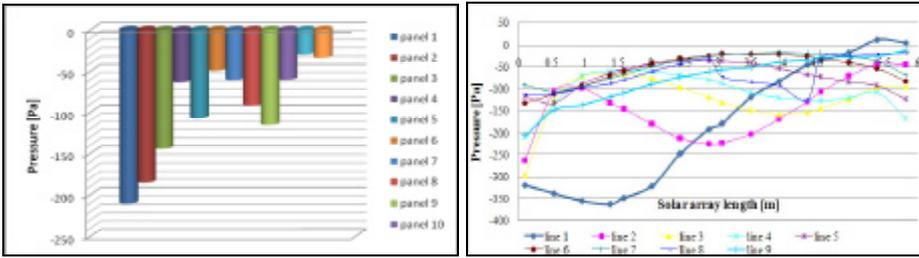 0
-50
-100
-150
-200
-250
Pressure [Pa]
panel 1
panel 2
panel 3
panel 4
panel 5
panel 6
panel 7
panel 8
panel 9
panel 10
50
0
-50
-100
-150
-200
-250
-300
-350
-400
Pressure [Pa]
0 0.5 1
Solar array length [m]
line 1 line 2 line 3 line 4 line 5
line 6 line 7 line 8 line 9